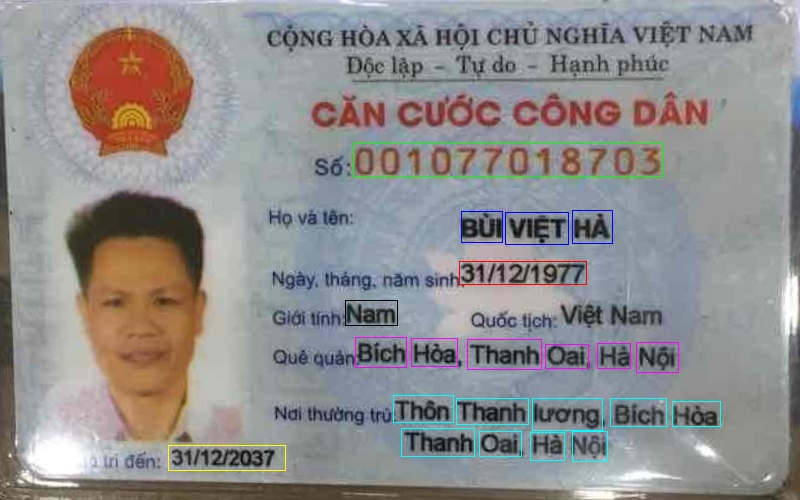 CỘNG HÒA XÃ HỘI CHỦ NGHĨA VIỆT NAM
Độc lập - Tự do - Hạnh phúc
CĂN CƯỚC CÔNG DÂN
Số: 001077018703
Họ và tên: BÙI VIỆT HÀ
Ngày, tháng, năm sinh: 31/12/1977
Giới tính: Nam Quốc tịch: Việt Nam
Quê quán: Bích Hòa, Thanh Oai, Hà Nội
Nơi thường trú: Thôn Thanh lương, Bích Hòa
Thanh Oai, Hà Nội
trị đến: 31/12/2037